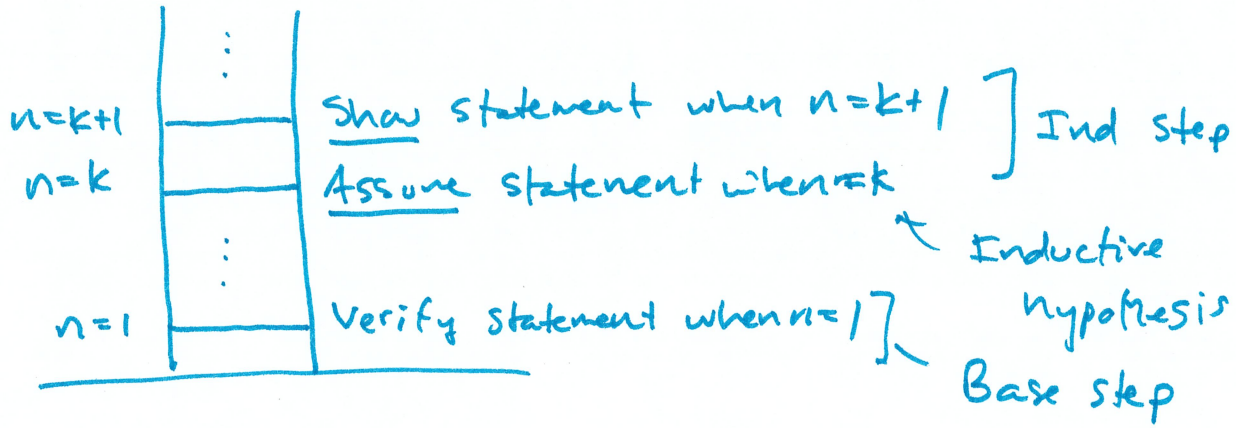 ⋮
n=k+1 Show statement when n=k+1 ] Ind step
n=k Assume statement when n=k
⋮
Inductive
hypothesis
n=1 Verify statement when n=1 ]
Base step